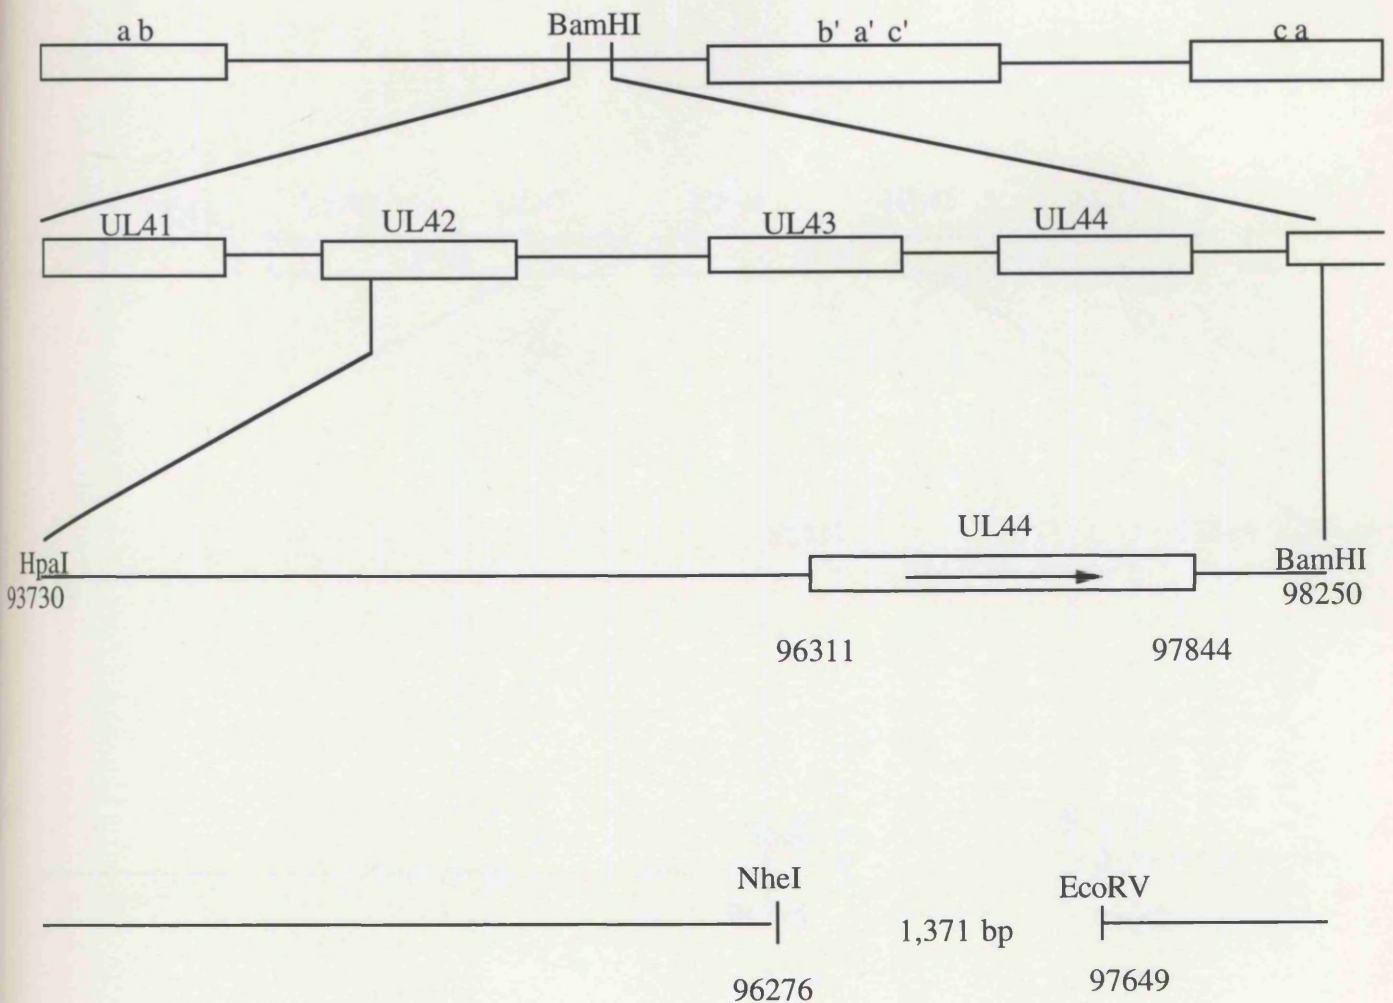 a b
BamHI
b' a' c'
c a
UL41
UL42
UL43
UL44
UL44
HpaI
93730
BamHI
98250
96311
97844
NheI
EcoRV
1,371 bp
96276
97649